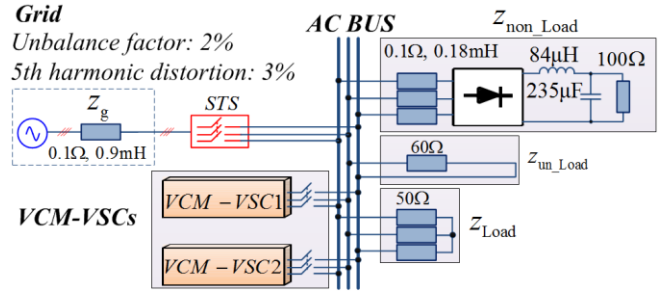 Grid
Unbalance factor: 2%
5th harmonic distortion: 3%
z_g
0.1Ω, 0.9mH
STS
AC BUS
z_non_Load
0.1Ω, 0.18mH
84μH
100Ω
235μF
60Ω
z_un_Load
50Ω
z_Load
VCM-VSCs
VCM-VSC1
VCM-VSC2